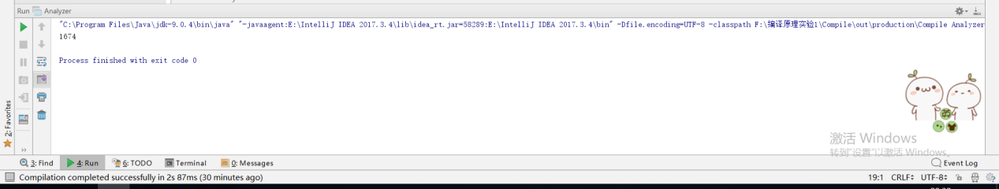 Run Analyzer
"C:\Program Files\Java\jdk-9.0.4\bin\java" "-javaagent:E:\IntelliJ IDEA 2017.3.4\lib\idea_rt.jar=58289:E:\IntelliJ IDEA 2017.3.4\bin" -Dfile.encoding=UTF-8 -classpath F:\编译原理实验1\Compile\out\production\Compile Analyzer
1674
Process finished with exit code 0
2: Favorites
激活 Windows
转到"设置"以激活 Windows。
3: Find 4: Run 6: TODO Terminal 0: Messages Event Log
Compilation completed successfully in 2s 87ms (30 minutes ago) 19:1 CRLF UTF-8